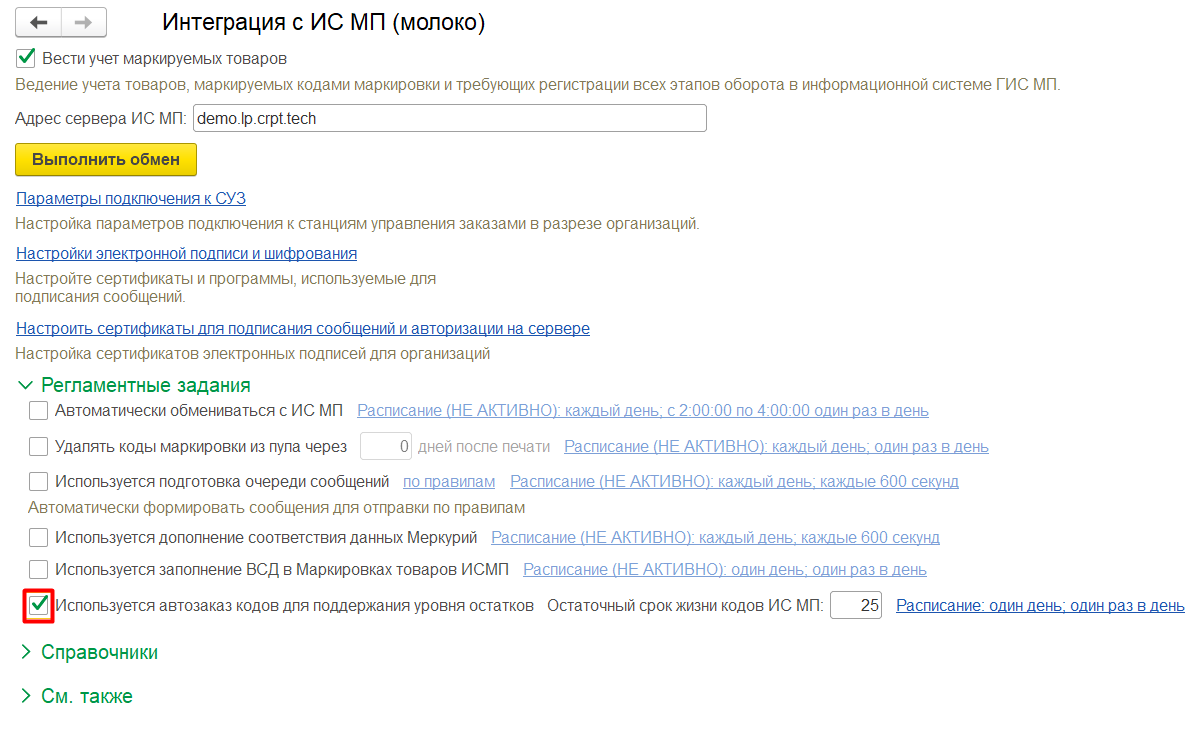 Интеграция с ИС МП (молоко)
Вести учет маркируемых товаров
Ведение учета товаров, маркируемых кодами маркировки и требующих регистрации всех этапов оборота в информационной системе ГИС МП.
Адрес сервера ИС МП: demo.lp.crpt.tech
Выполнить обмен
Параметры подключения к СУЗ
Настройка параметров подключения к станциям управления заказами в разрезе организаций.
Настройки электронной подписи и шифрования
Настройте сертификаты и программы, используемые для
подписания сообщений.
Настроить сертификаты для подписания сообщений и авторизации на сервере
Настройка сертификатов электронных подписей для организаций
Регламентные задания
Автоматически обмениваться с ИС МП Расписание (НЕ АКТИВНО): каждый день; с 2:00:00 по 4:00:00 один раз в день
Удалять коды маркировки из пула через 0 дней после печати Расписание (НЕ АКТИВНО): каждый день; один раз в день
Используется подготовка очереди сообщений по правилам Расписание (НЕ АКТИВНО): каждый день; каждые 600 секунд
Автоматически формировать сообщения для отправки по правилам
Используется дополнение соответствия данных Меркурий Расписание (НЕ АКТИВНО): каждый день; каждые 600 секунд
Используется заполнение ВСД в Маркировках товаров ИСМП Расписание (НЕ АКТИВНО): один день; один раз в день
Используется автозаказ кодов для поддержания уровня остатков Остаточный срок жизни кодов ИС МП: 25 Расписание: один день; один раз в день
Справочники
См. также